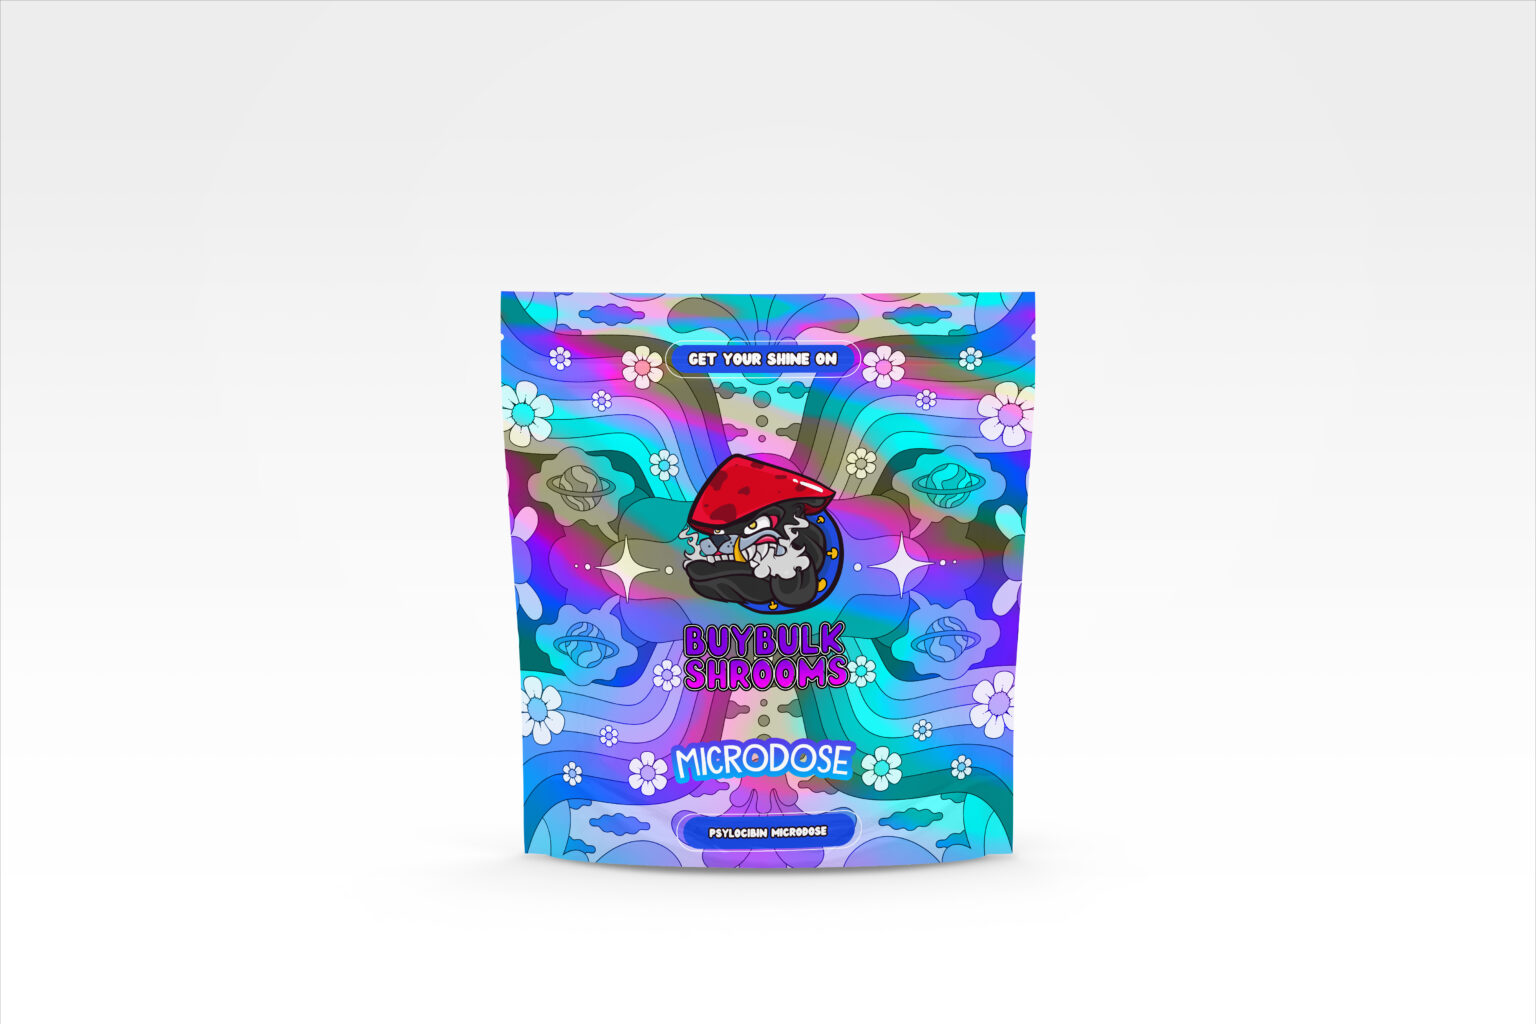 GET YOUR SHINE ON
BUYBULK
SHROOMS
MICRODOSE
PSYLOCIBIN MICRODOSE